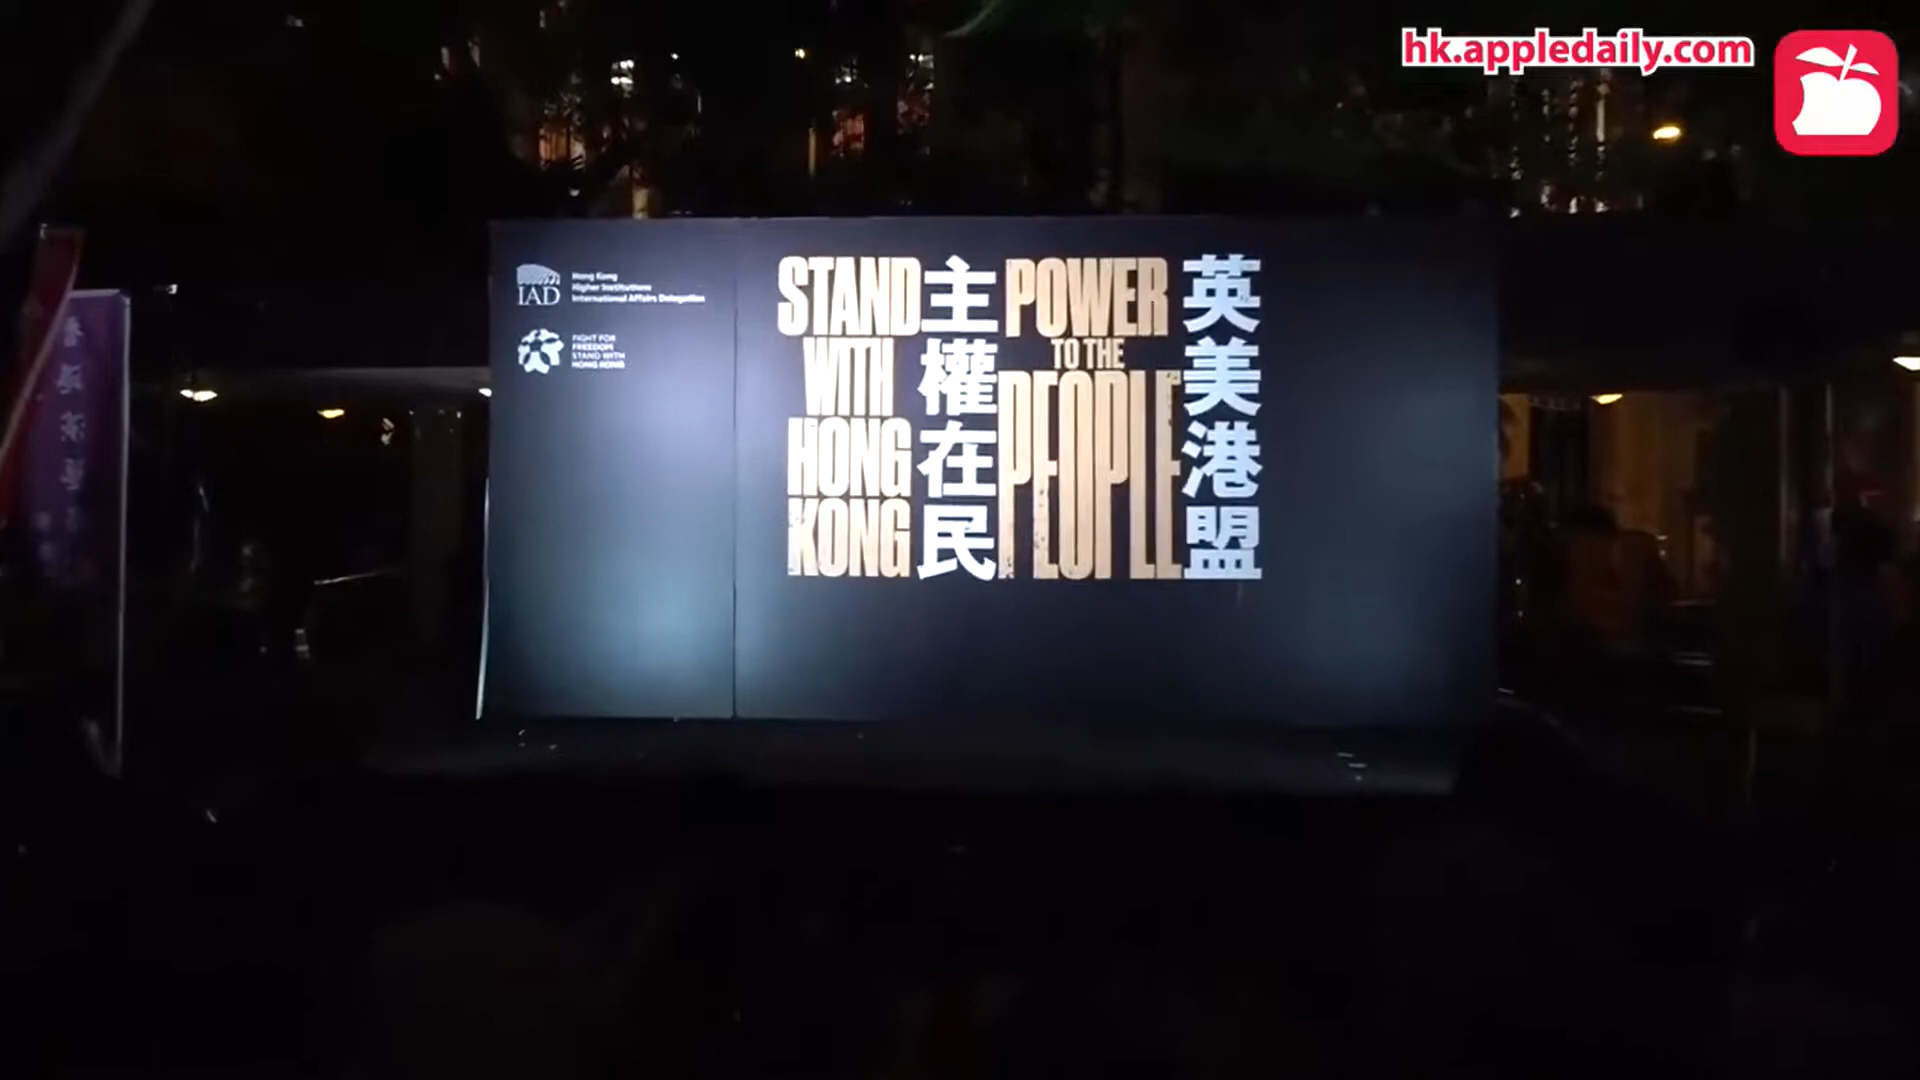 hk.appledaily.com
IAD
Hong Kong
Higher Institutions
International Affairs Delegation
FIGHT FOR
FREEDOM
STAND WITH
HONG KONG
STAND
WITH
HONG
KONG
主權在民
POWER
TO THE
PEOPLE
英美港盟